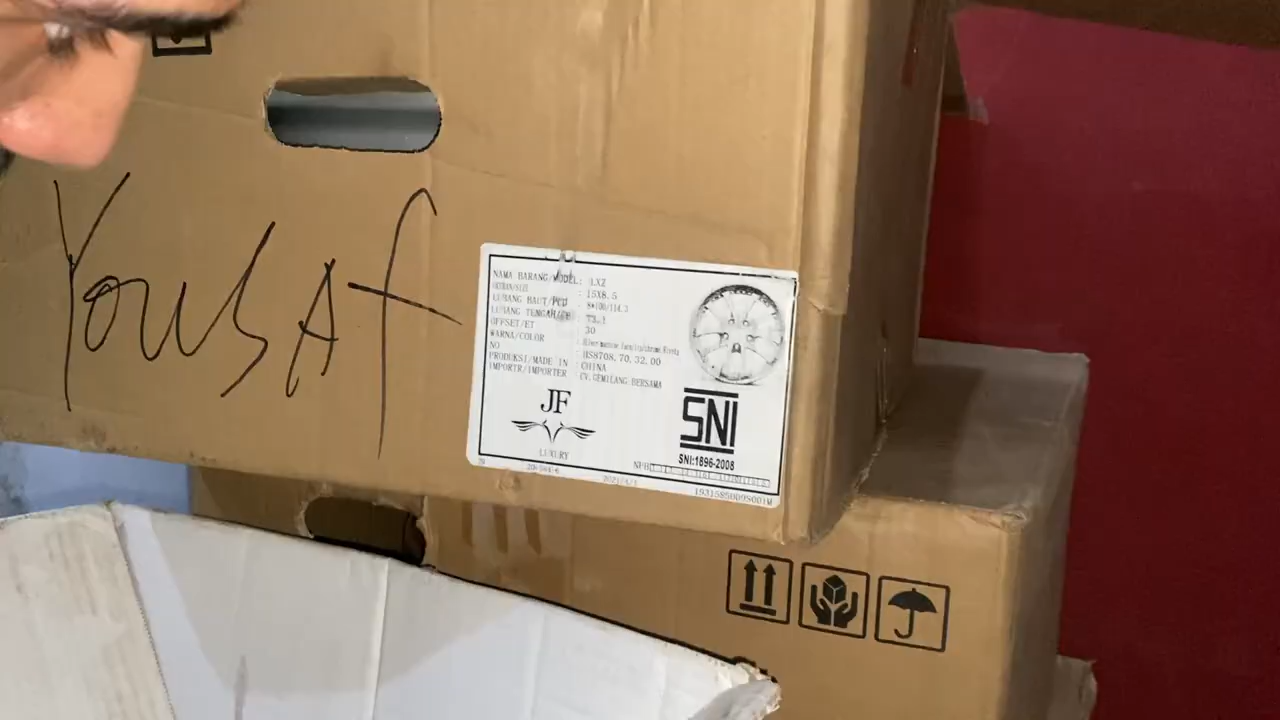 YousAf
NAMA BARANG/MODEL: LXZ
UKURAN/SIZE : 15X8.5
LUBANG BAUT/PCD : 8*100/114.3
LUBANG TENGAH/CB : 73.1
OFFSET/ET : 30
WARNA/COLOR :
NO : HS8708.70.32.00
PRODUKSI/MADE IN : CHINA
IMPORTR/IMPORTER : CV.GEMILANG BERSAMA
JF
LUXURY
SNI
SNI:1896-2008